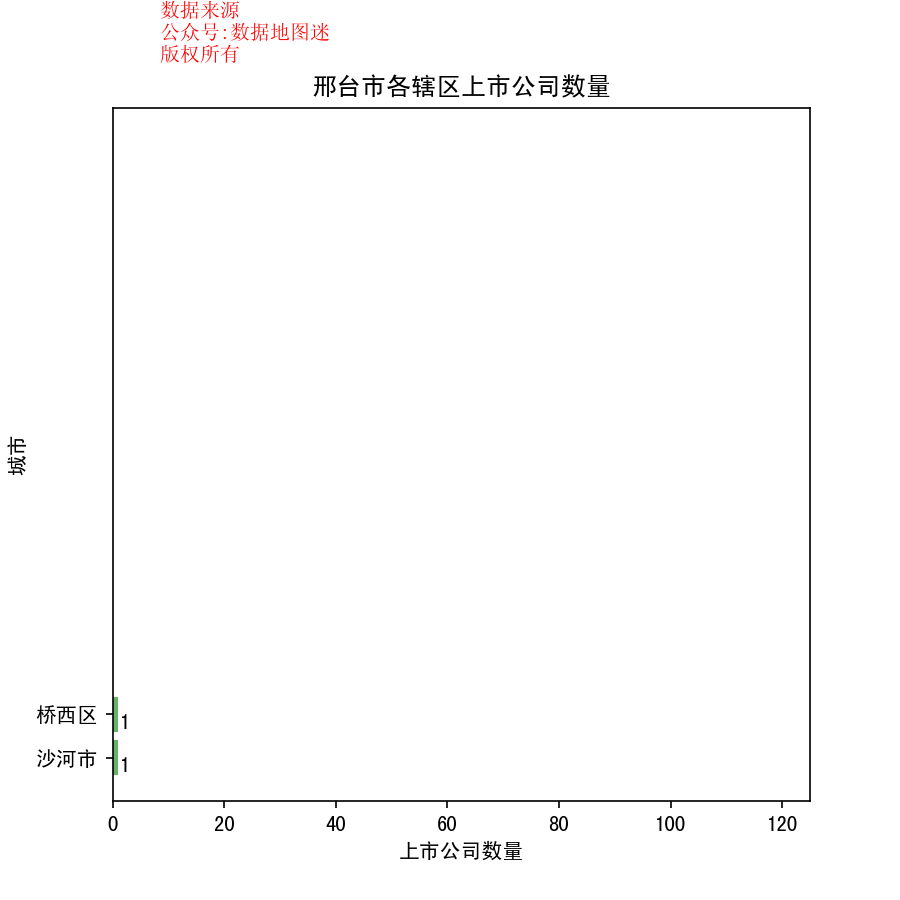 数据来源
公众号:数据地图迷
版权所有
邢台市各辖区上市公司数量
城市
桥西区
1
沙河市
1
0 20 40 60 80 100 120
上市公司数量